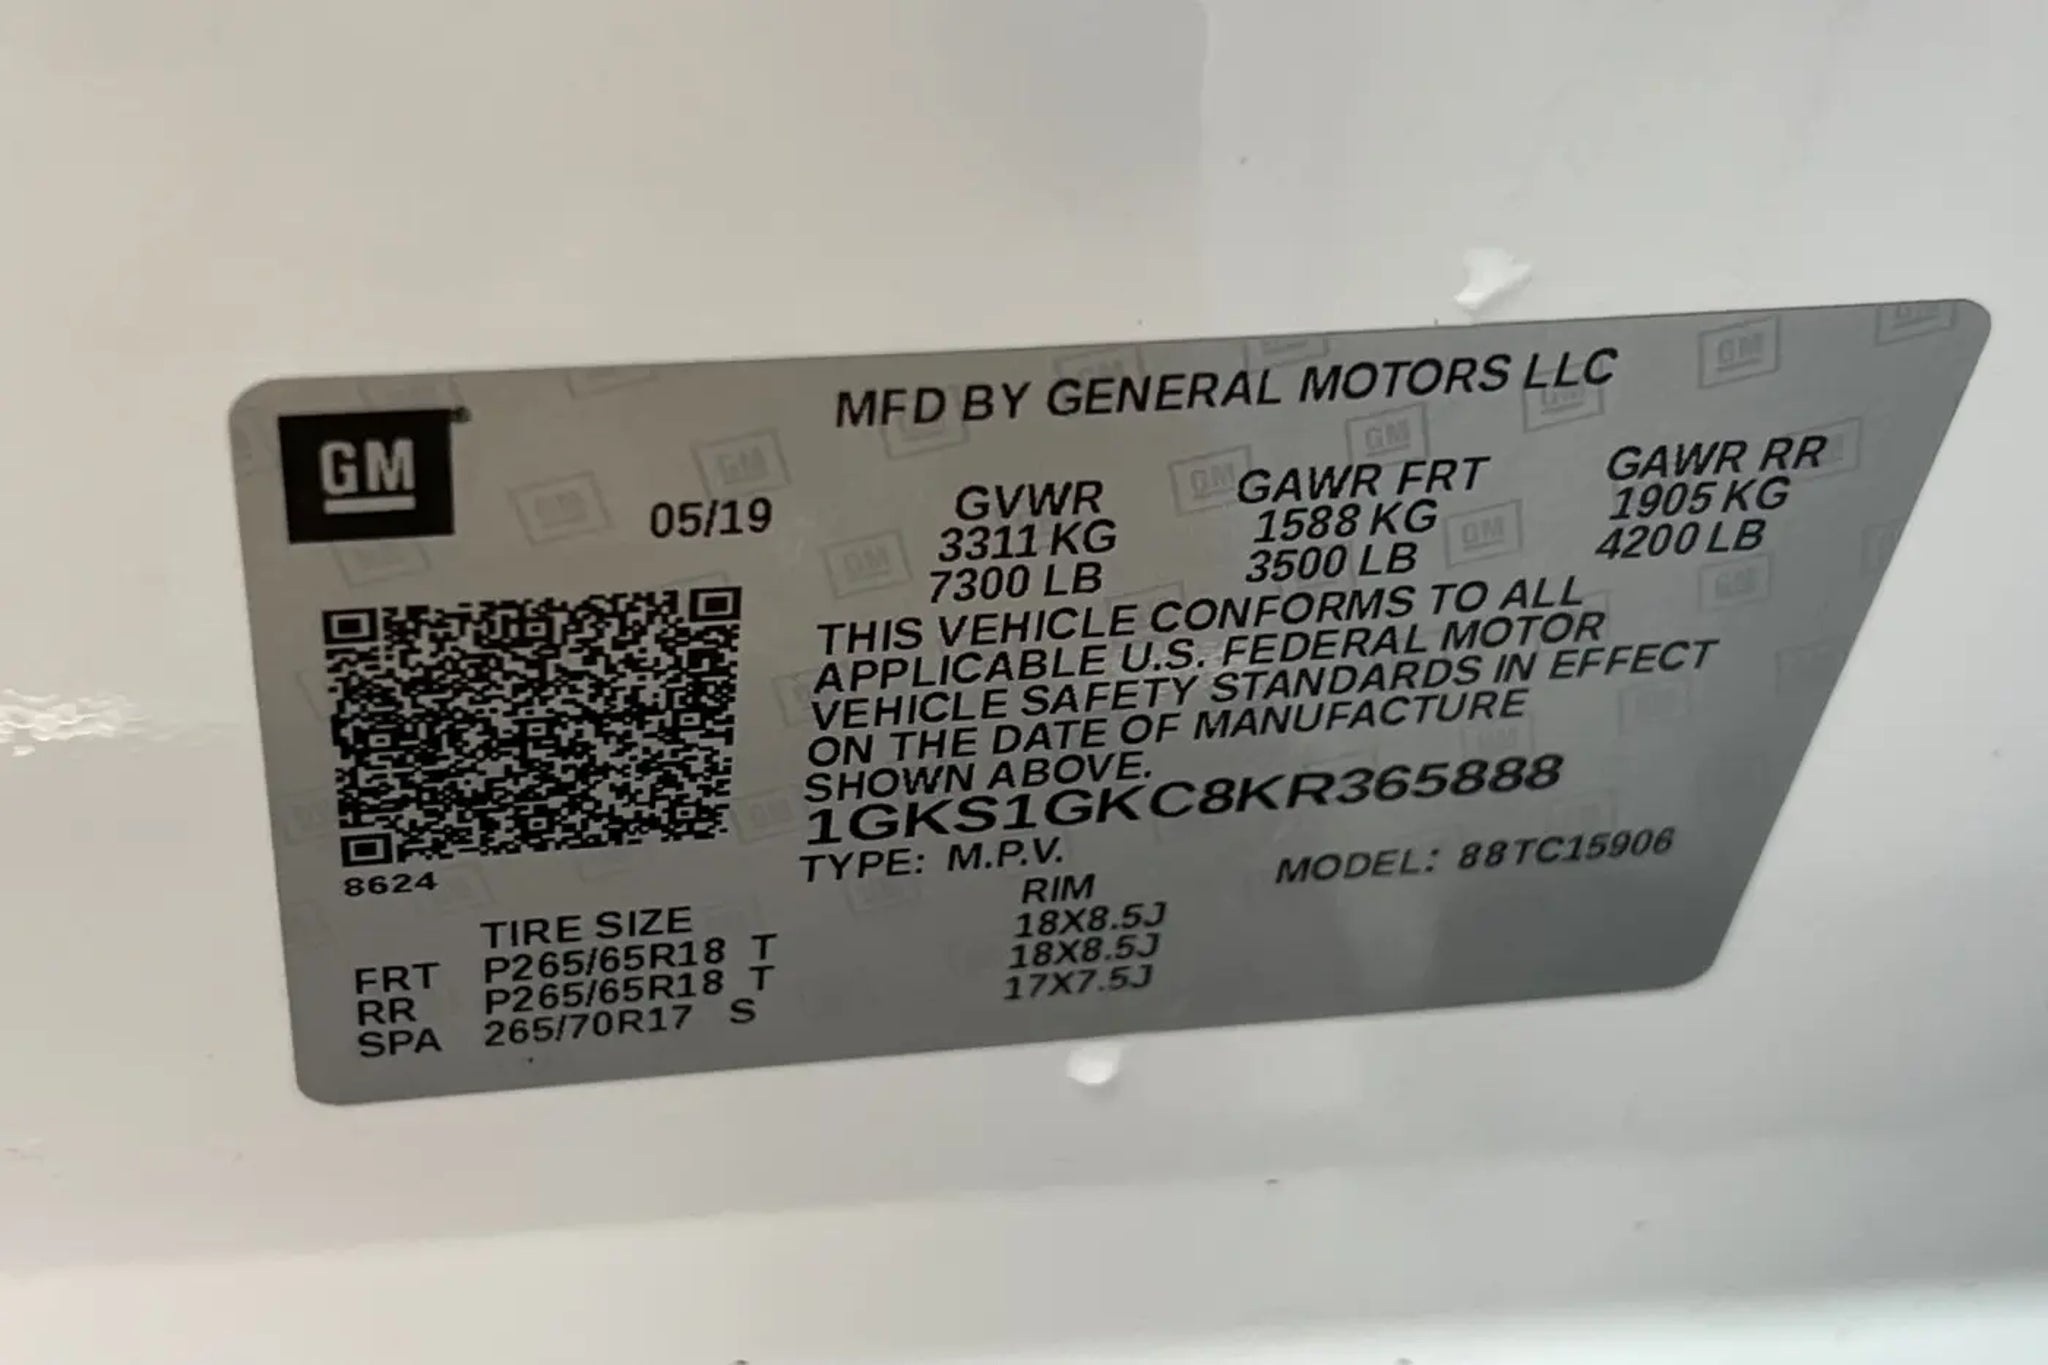 MFD BY GENERAL MOTORS LLC
GM
05/19
GVWR GAWR FRT GAWR RR
3311 KG 1588 KG 1905 KG
7300 LB 3500 LB 4200 LB
THIS VEHICLE CONFORMS TO ALL
APPLICABLE U.S. FEDERAL MOTOR
VEHICLE SAFETY STANDARDS IN EFFECT
ON THE DATE OF MANUFACTURE
SHOWN ABOVE.
1GKS1GKC8KR365888
TYPE: M.P.V. MODEL: 88TC15906
8624
TIRE SIZE RIM
FRT P265/65R18 T 18X8.5J
RR P265/65R18 T 18X8.5J
SPA 265/70R17 S 17X7.5J